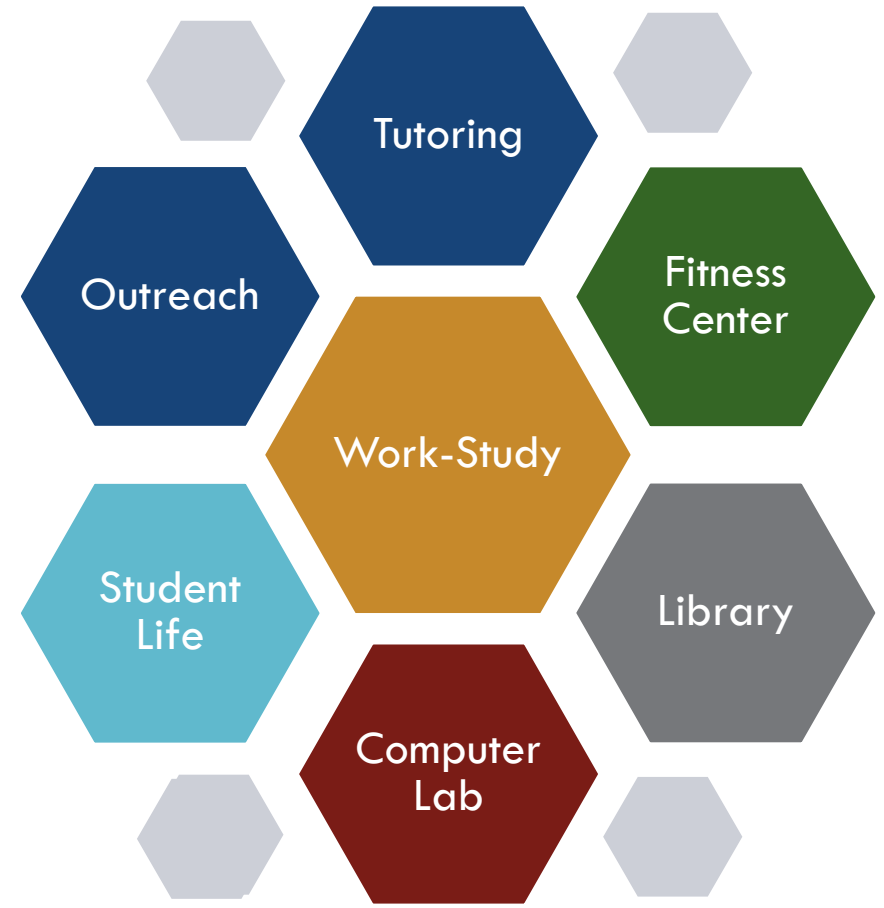 Tutoring
Outreach
Fitness
Center
Work-Study
Student
Life
Library
Computer
Lab